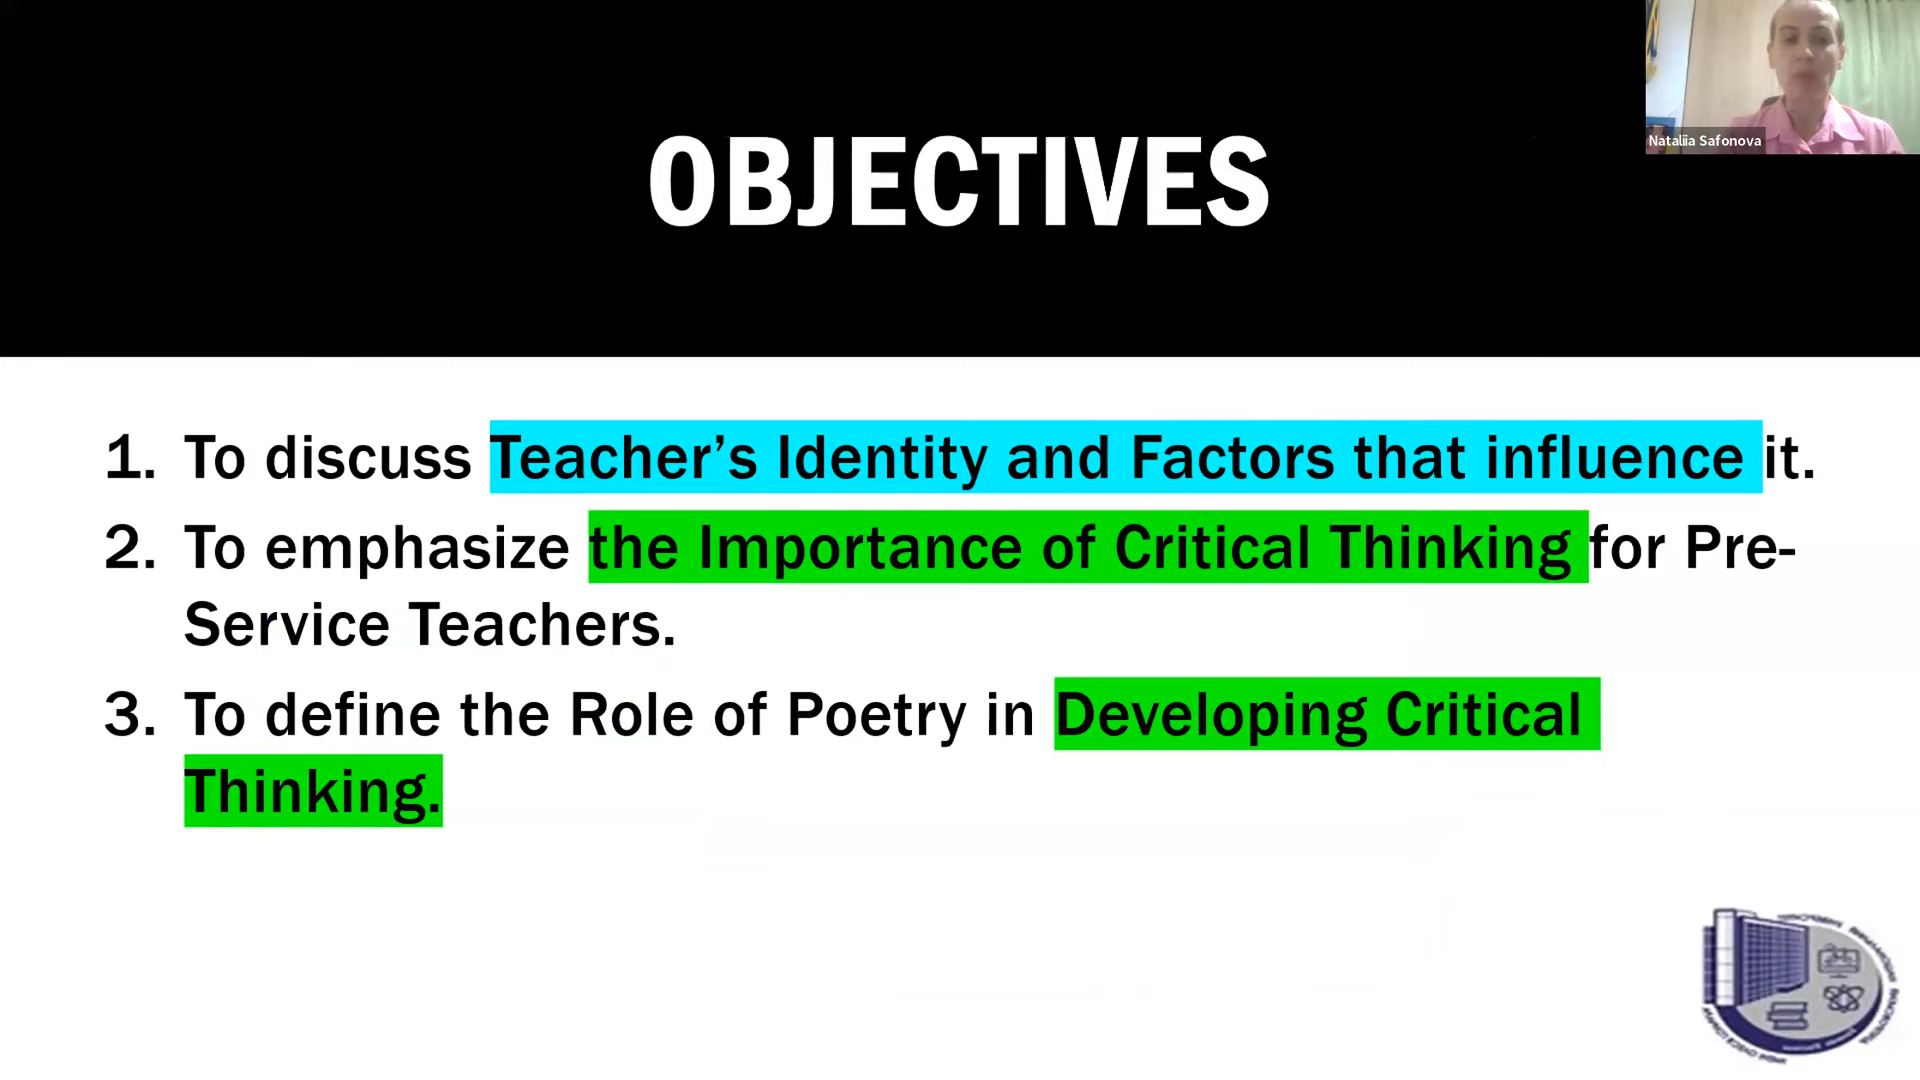 OBJECTIVES
Nataliia Safonova
1. To discuss Teacher’s Identity and Factors that influence it.
2. To emphasize the Importance of Critical Thinking for Pre-
Service Teachers.
3. To define the Role of Poetry in Developing Critical
Thinking.